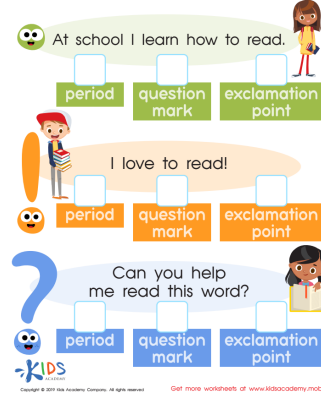 At school I learn how to read.
period question mark exclamation point
I love to read!
period question mark exclamation point
Can you help
me read this word?
period question mark exclamation point
KIDS
ACADEMY
Copyright © 2019 Kids Academy Company. All rights reserved
Get more worksheets at www.kidsacademy.mob